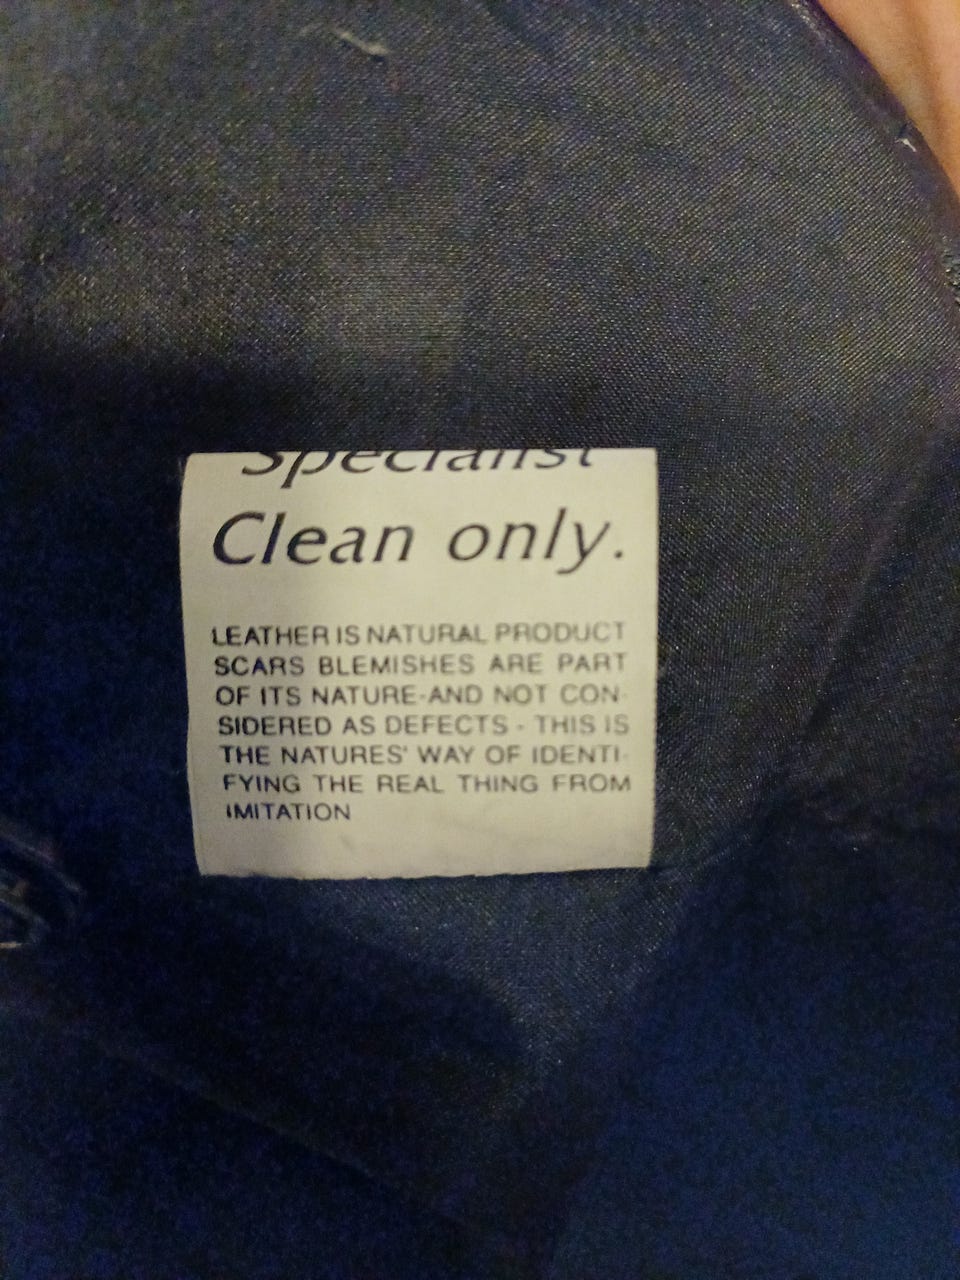 Specialist
Clean only.
LEATHER IS NATURAL PRODUCT
SCARS BLEMISHES ARE PART
OF ITS NATURE-AND NOT CON-
SIDERED AS DEFECTS - THIS IS
THE NATURES' WAY OF IDENTI-
FYING THE REAL THING FROM
IMITATION